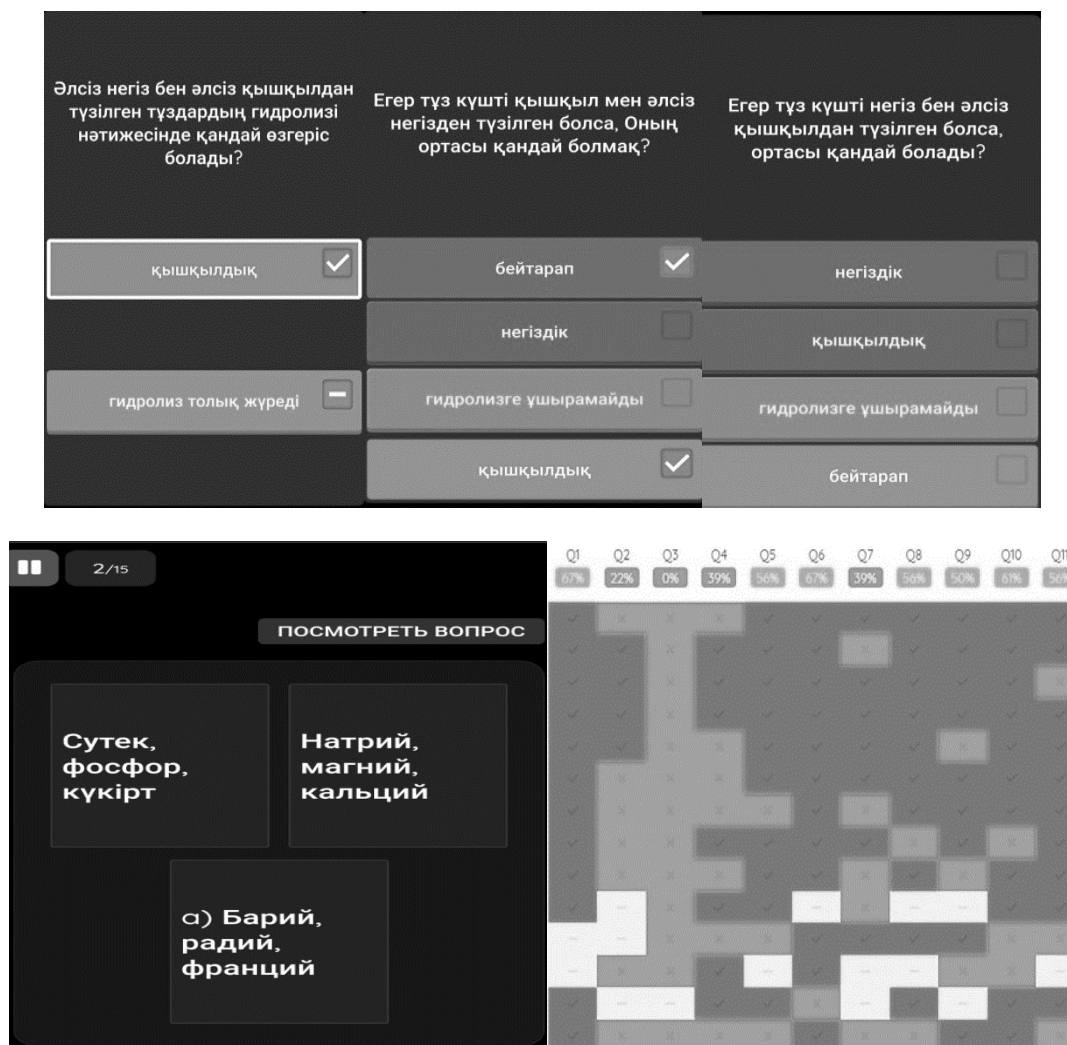 Әлсіз негіз бен әлсіз қышқылдан
түзілген тұздардың гидролизі
нәтижесінде қандай өзгеріс
болады?
қышқылдық
гидролиз толық жүреді
Егер тұз күшті қышқыл мен әлсіз
негізден түзілген болса, Оның
ортасы қандай болмақ?
бейтарап
негіздік
гидролизге ұшырамайды
қышқылдық
Егер тұз күшті негіз бен әлсіз
қышқылдан түзілген болса,
ортасы қандай болады?
негіздік
қышқылдық
гидролизге ұшырамайды
бейтарап
2/15
ПОСМОТРЕТЬ ВОПРОС
Сутек,
фосфор,
күкірт
Натрий,
магний,
кальций
а) Барий,
радий,
франций
Q1 Q2 Q3 Q4 Q5 Q6 Q7 Q8 Q9 Q10 Q11
67% 22% 0% 39% 56% 67% 39% 56% 50% 61% 56%